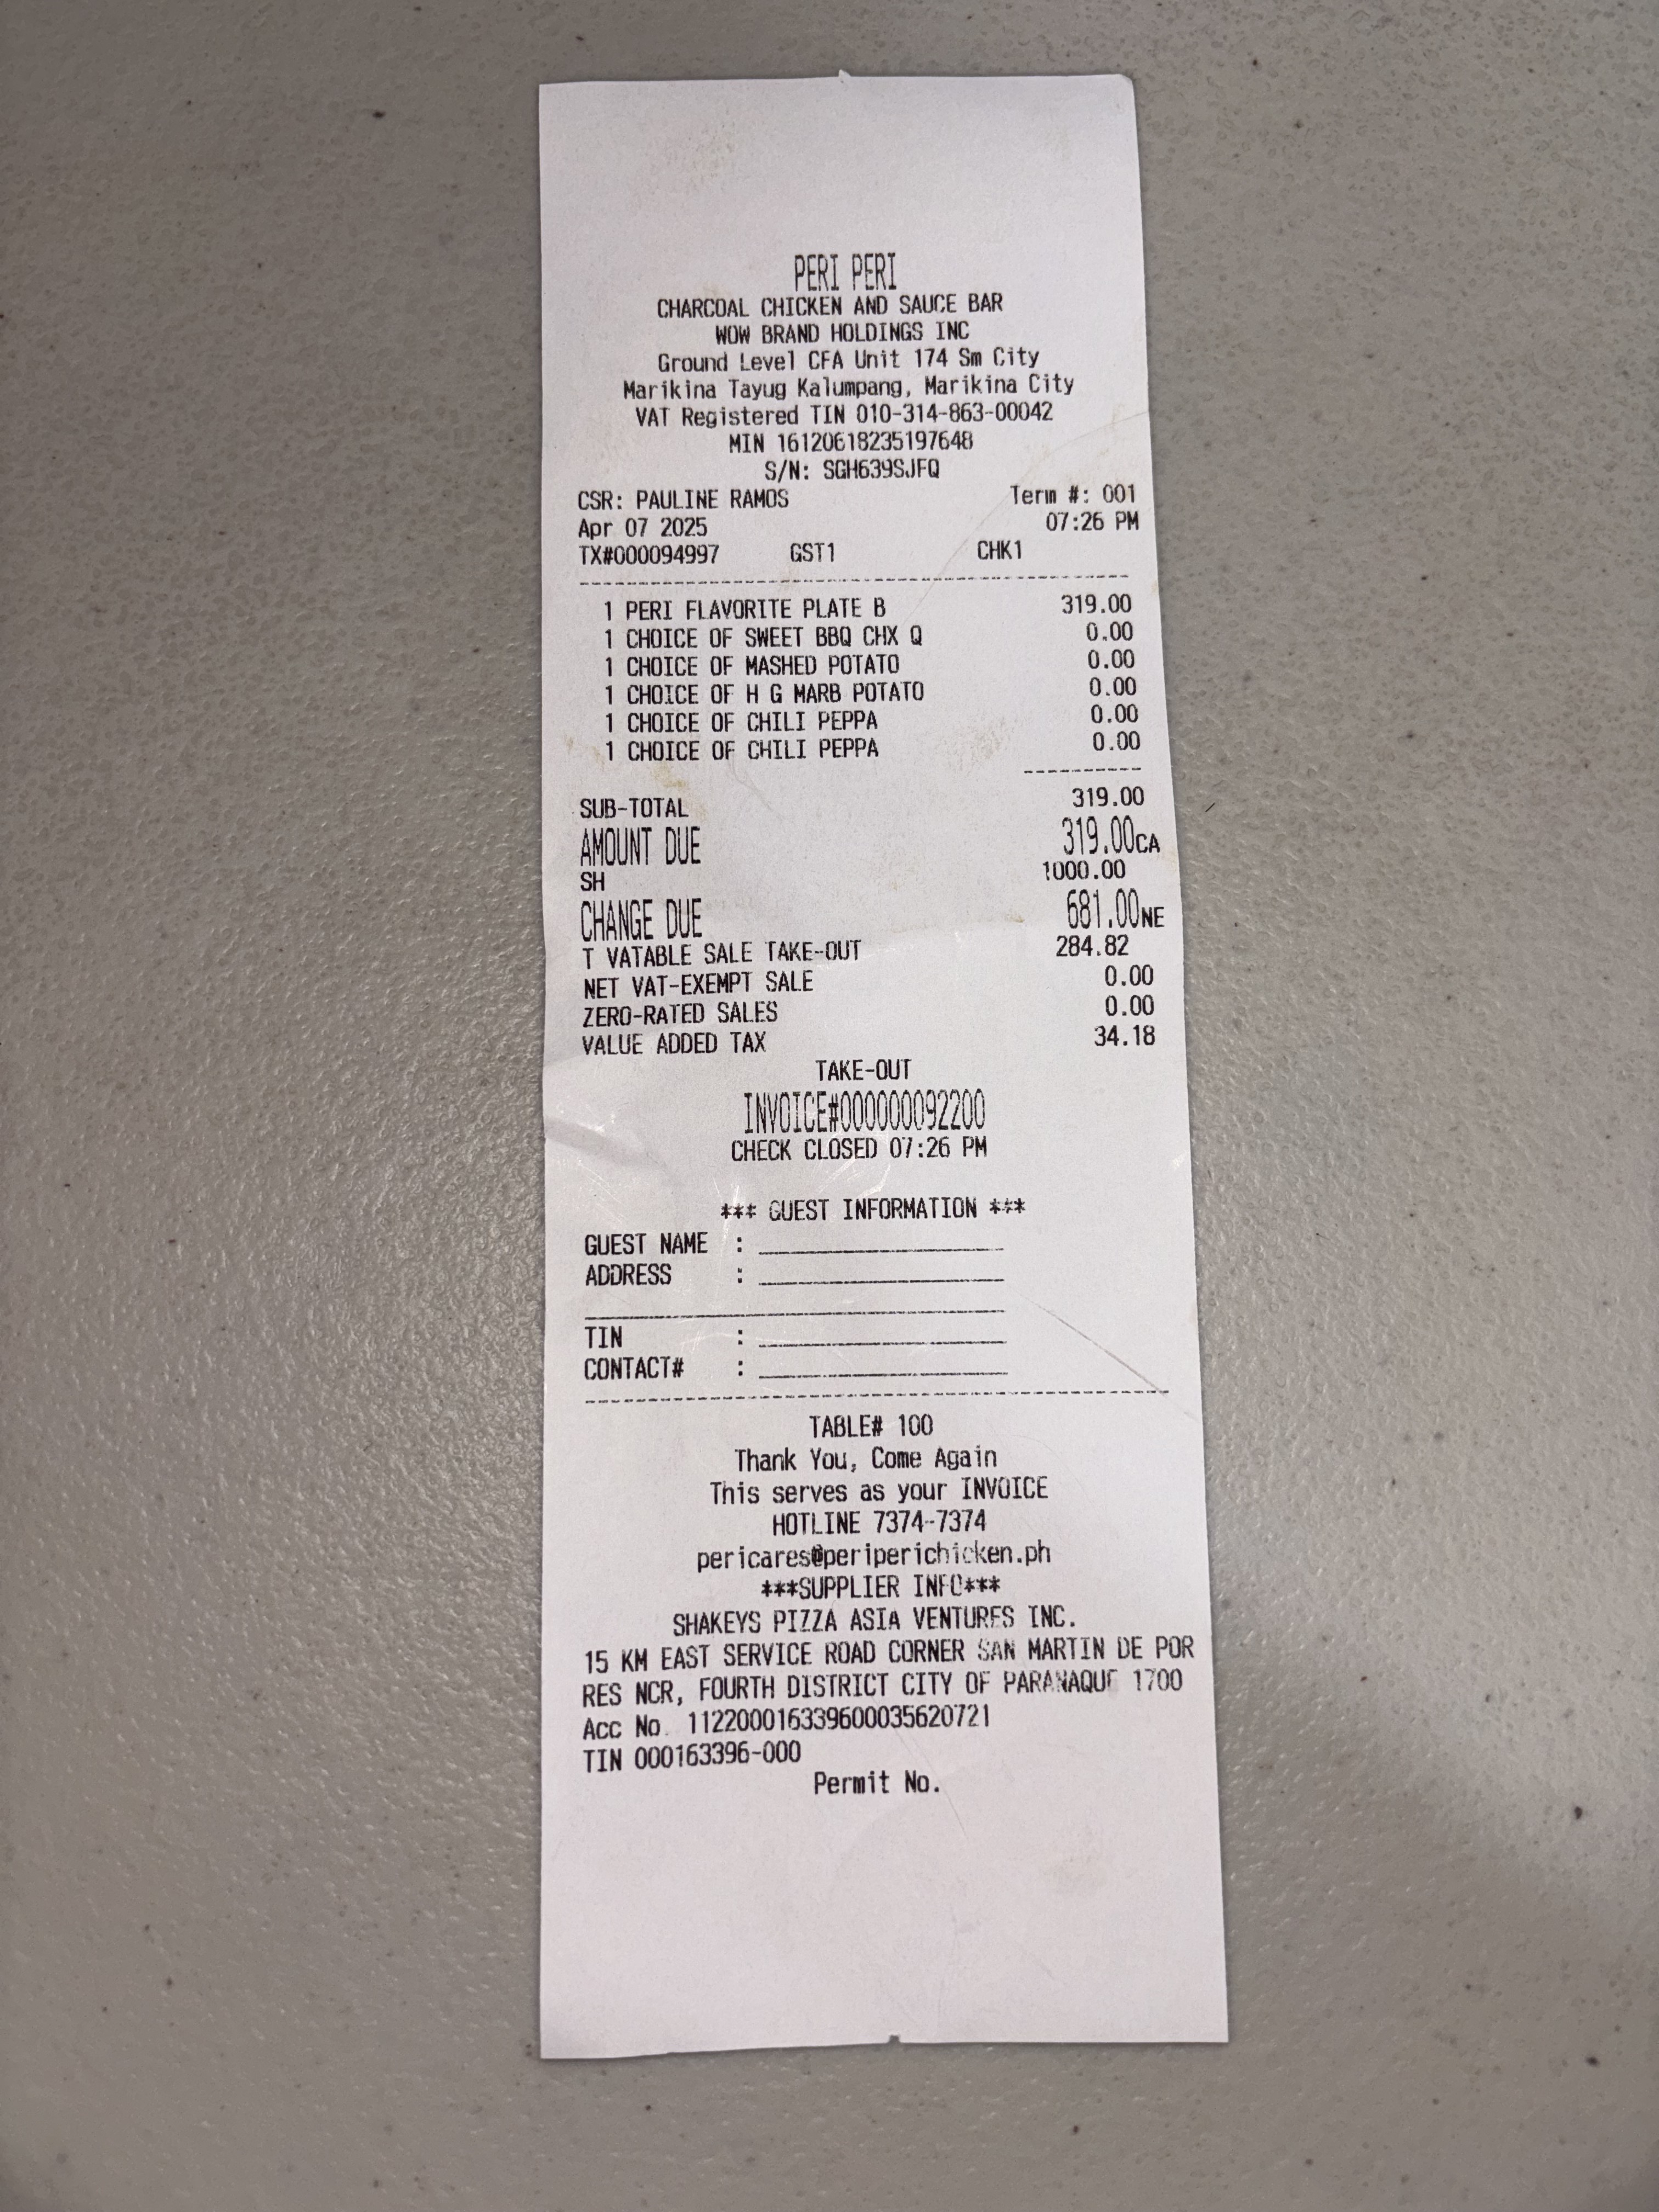 PERI PERI
CHARCOAL CHICKEN AND SAUCE BAR
WOW BRAND HOLDINGS INC
Ground Level CFA Unit 174 Sm City
Marikina Tayug Kalumpang, Marikina City
VAT Registered TIN 010-314-863-00042
MIN 16120618235197648
S/N: SGH639SJFQ
CSR: PAULINE RAMOS Term #: 001
Apr 07 2025 07:26 PM
TX#000094997 GST1 CHK1
1 PERI FLAVORITE PLATE B 319.00
1 CHOICE OF SWEET BBQ CHX Q 0.00
1 CHOICE OF MASHED POTATO 0.00
1 CHOICE OF H G MARB POTATO 0.00
1 CHOICE OF CHILI PEPPA 0.00
1 CHOICE OF CHILI PEPPA 0.00
SUB-TOTAL 319.00
AMOUNT DUE 319.00CA
SH 1000.00
CHANGE DUE 681.00NE
T VATABLE SALE TAKE-OUT 284.82
NET VAT-EXEMPT SALE 0.00
ZERO-RATED SALES 0.00
VALUE ADDED TAX 34.18
TAKE-OUT
INVOICE#000000092200
CHECK CLOSED 07:26 PM
*** GUEST INFORMATION ***
GUEST NAME :
ADDRESS :
TIN :
CONTACT# :
TABLE# 100
Thank You, Come Again
This serves as your INVOICE
HOTLINE 7374-7374
pericares@periperichicken.ph
***SUPPLIER INFO***
SHAKEYS PIZZA ASIA VENTURES INC.
15 KM EAST SERVICE ROAD CORNER SAN MARTIN DE POR
RES NCR, FOURTH DISTRICT CITY OF PARANAQUE 1700
Acc No. 112200016339600035620721
TIN 000163396-000
Permit No.